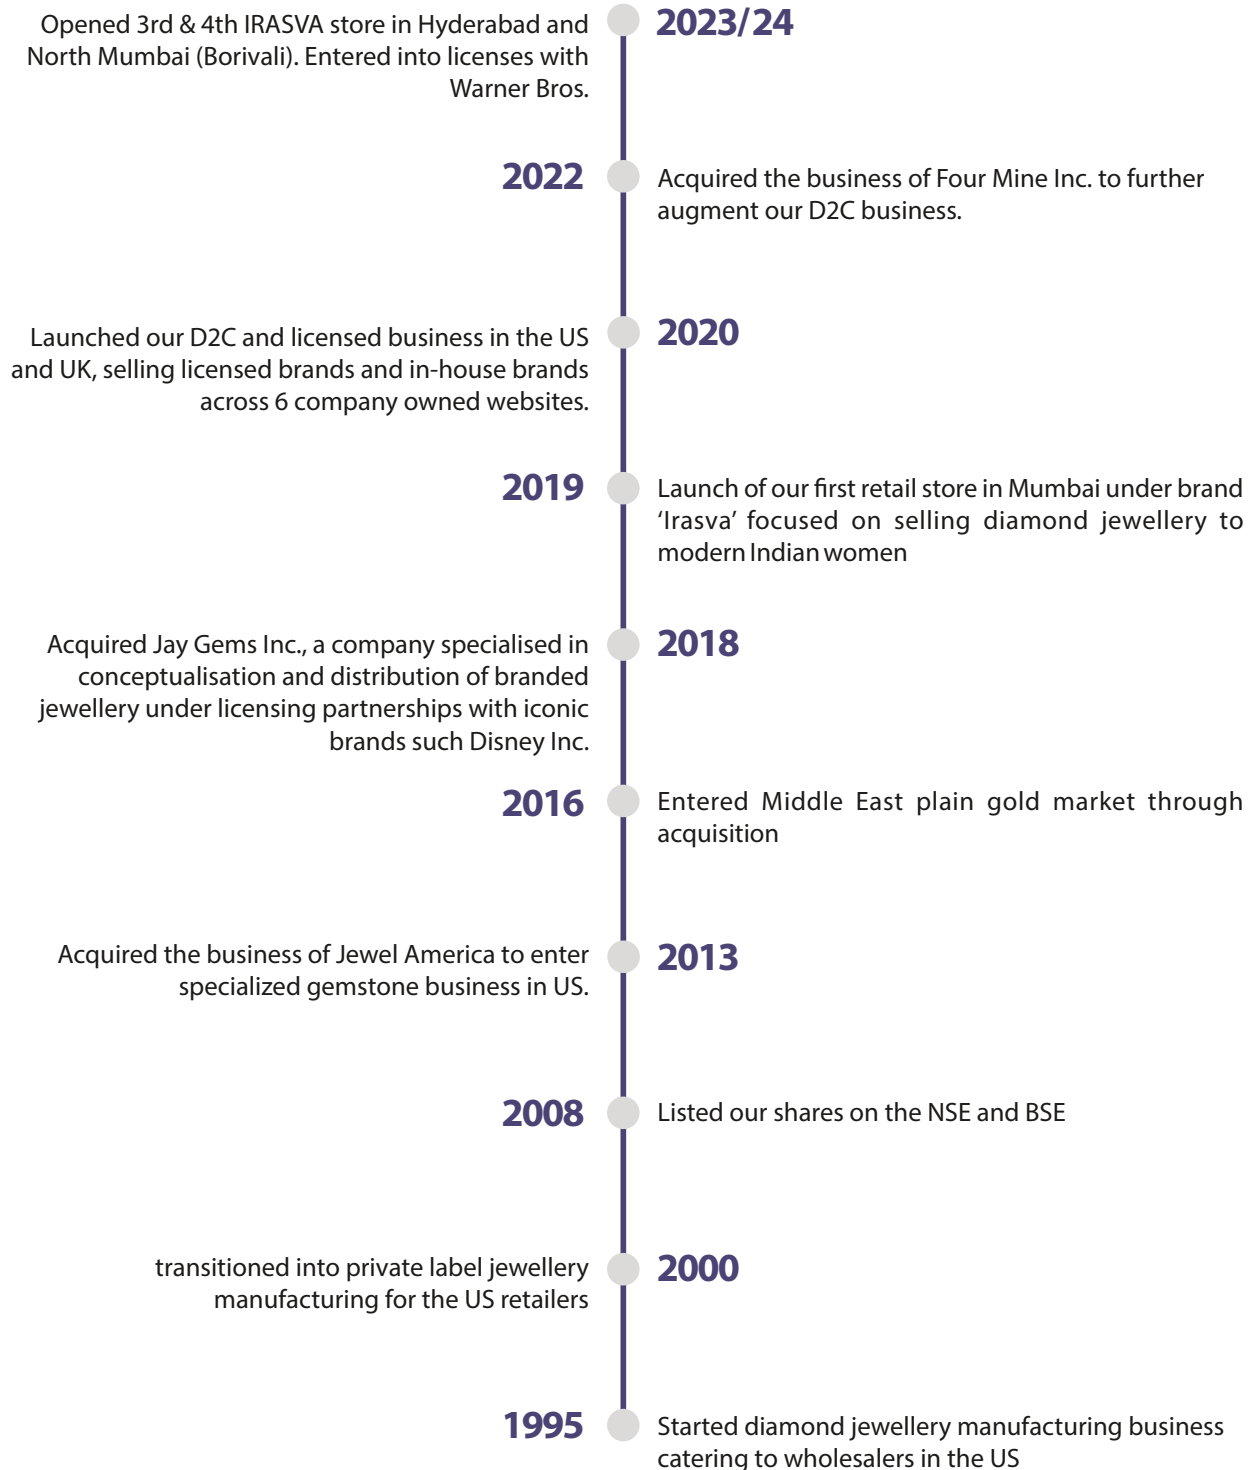 2023/24
Opened 3rd & 4th IRASVA store in Hyderabad and
North Mumbai (Borivali). Entered into licenses with
Warner Bros.
2022
Acquired the business of Four Mine Inc. to further
augment our D2C business.
2020
Launched our D2C and licensed business in the US
and UK, selling licensed brands and in-house brands
across 6 company owned websites.
2019
Launch of our first retail store in Mumbai under brand
‘Irasva’ focused on selling diamond jewellery to
modern Indian women
2018
Acquired Jay Gems Inc., a company specialised in
conceptualisation and distribution of branded
jewellery under licensing partnerships with iconic
brands such Disney Inc.
2016
Entered Middle East plain gold market through
acquisition
2013
Acquired the business of Jewel America to enter
specialized gemstone business in US.
2008
Listed our shares on the NSE and BSE
2000
transitioned into private label jewellery
manufacturing for the US retailers
1995
Started diamond jewellery manufacturing business
catering to wholesalers in the US